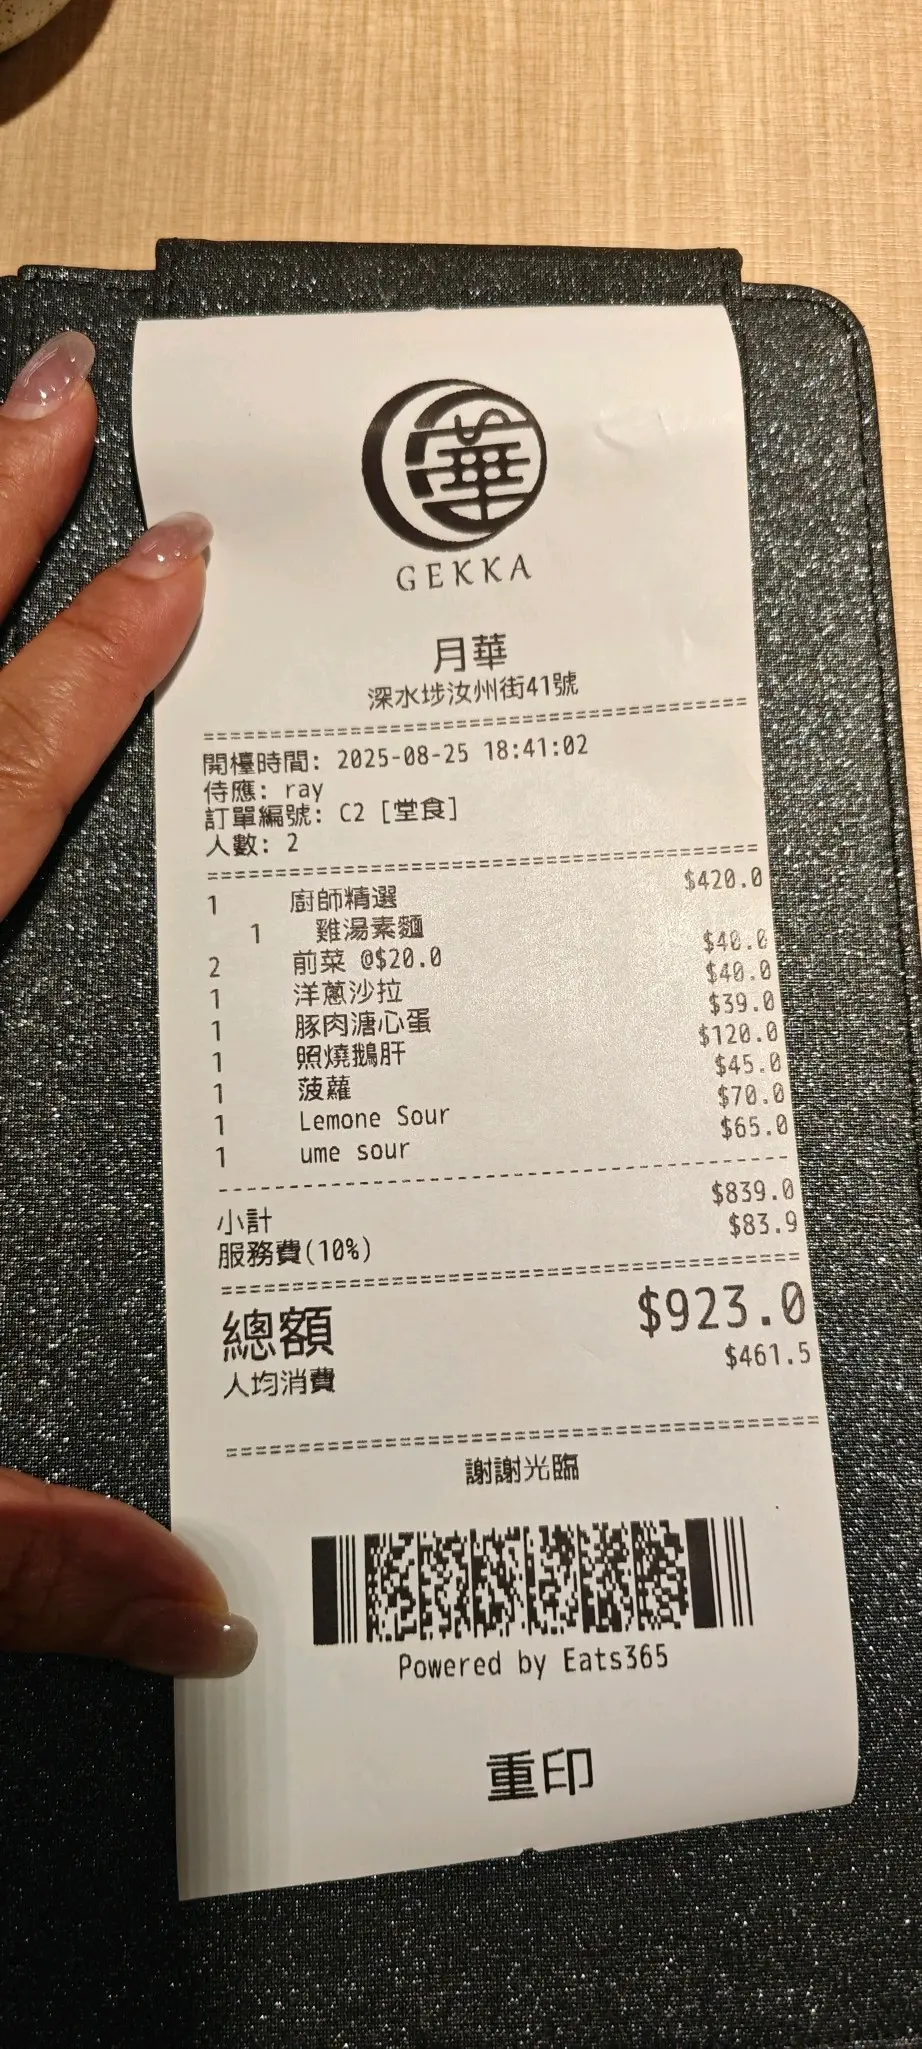 華
GEKKA
月華
深水埗汝州街41號
開檯時間: 2025-08-25 18:41:02
侍應: ray
訂單編號: C2 [堂食]
人數: 2
1 廚師精選 $420.0
1 雞湯素麵
2 前菜 @$20.0 $40.0
1 洋蔥沙拉 $40.0
1 豚肉溏心蛋 $39.0
1 照燒鵝肝 $120.0
1 菠蘿 $45.0
1 Lemone Sour $70.0
1 ume sour $65.0
小計 $839.0
服務費(10%) $83.9
總額 $923.0
人均消費 $461.5
謝謝光臨
Powered by Eats365
重印